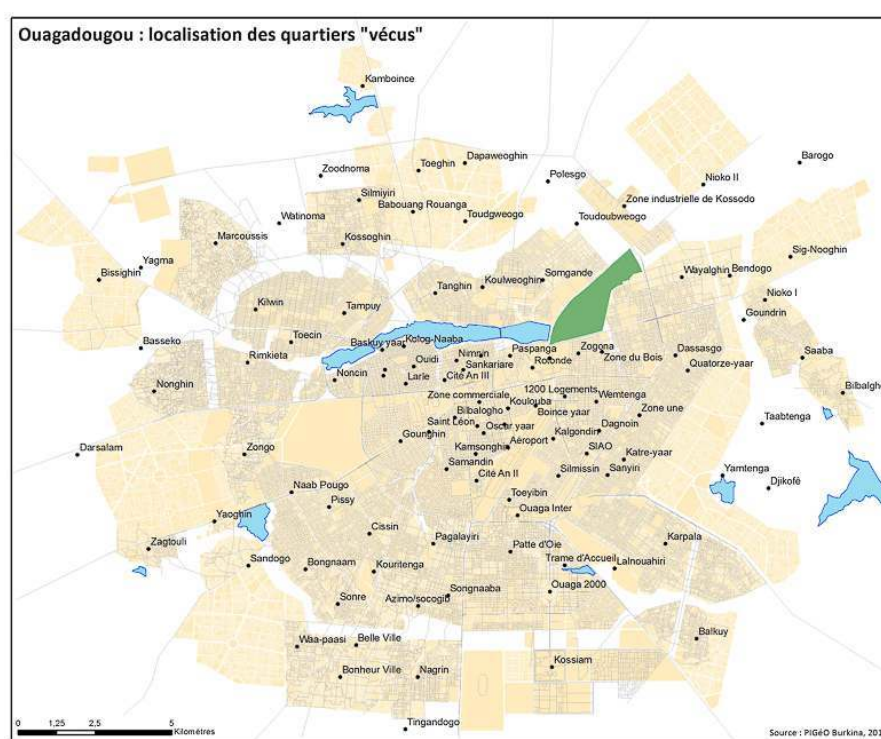 Ouagadougou : localisation des quartiers "vécus"
Kamboince
Barogo
Dapaweoghin
Toeghin
Zoodnoma
Polesgo
Nioko II
Silmiyiri
Babouang Rouanga
Zone industrielle de Kossodo
Watinoma
Toudgweogo
Toudoubweogo
Marcoussis
Kossoghin
Sig-Nooghin
Yagma
Bissighin
Wayalghin
Bendogo
Somgande
Koulweoghin
Tanghin
Nioko I
Kilwin
Tampuy
Goundrin
Toecin
Basseko
Baskuy yaar
Kolog-Naaba
Paspanga
Zogona
Rimkieta
Ouidi
Nimnin
Rotonde
Zone du Bois
Dassasgo
Saaba
Sankariare
Quatorze-yaar
Noncin
Larle
Cité An III
Nonghin
Bilbalgho
1200 Logements
Zone commerciale
Koulouba
Wemtenga
Bilbalogho
Boince yaar
Zone une
Saint Léon
Oscar yaar
Dagnoin
Taabtenga
Gounghin
Aéroport
Kalgondin
Darsalam
Zongo
Kamsonghin
SIAO
Katre-yaar
Samandin
Cité An II
Silmissin
Sanyiri
Yamtenga
Naab Pougo
Djikofè
Pissy
Toeyibin
Ouaga Inter
Yaoghin
Cissin
Zagtouli
Pagalayiri
Patte d'Oie
Karpala
Sandogo
Bongnaam
Kouritenga
Trame d'Accueil
Lalnouahiri
Songnaaba
Ouaga 2000
Sonre
Azimo/socogib
Waa-paasi
Belle Ville
Balkuy
Bonheur Ville
Nagrin
Kossiam
Tingandogo
0 1,25 2,5 5
Kilomètres
Source : PIGéO Burkina, 201